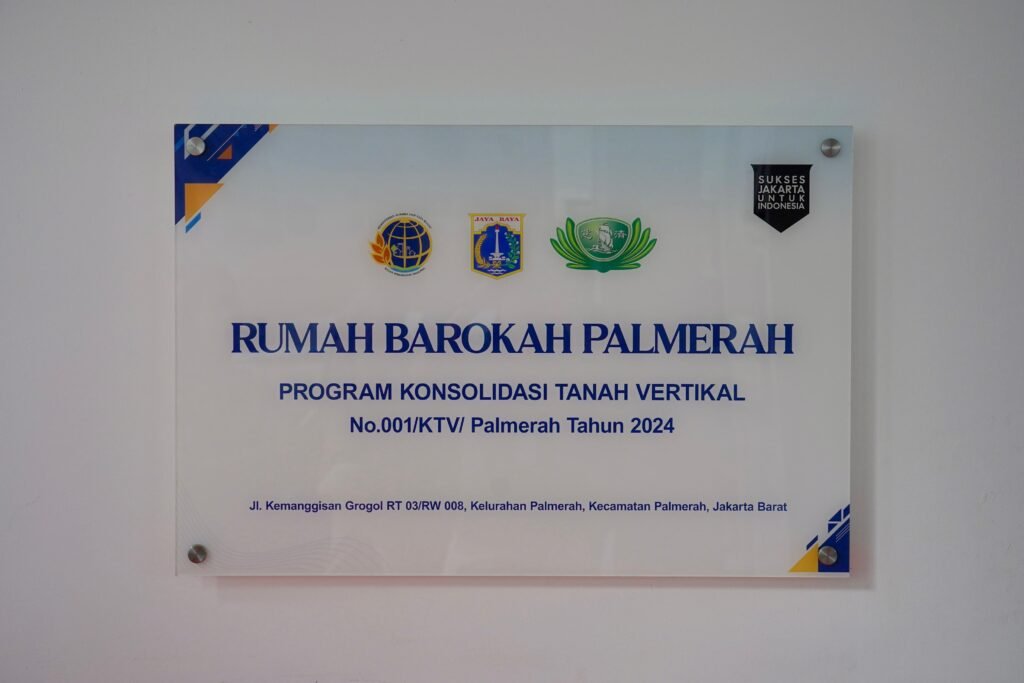 SUKSES
JAKARTA
UNTUK
INDONESIA
JAYA RAYA
RUMAH BAROKAH PALMERAH
PROGRAM KONSOLIDASI TANAH VERTIKAL
No.001/KTV/ Palmerah Tahun 2024
Jl. Kemanggisan Grogol RT 03/RW 008, Kelurahan Palmerah, Kecamatan Palmerah, Jakarta Barat